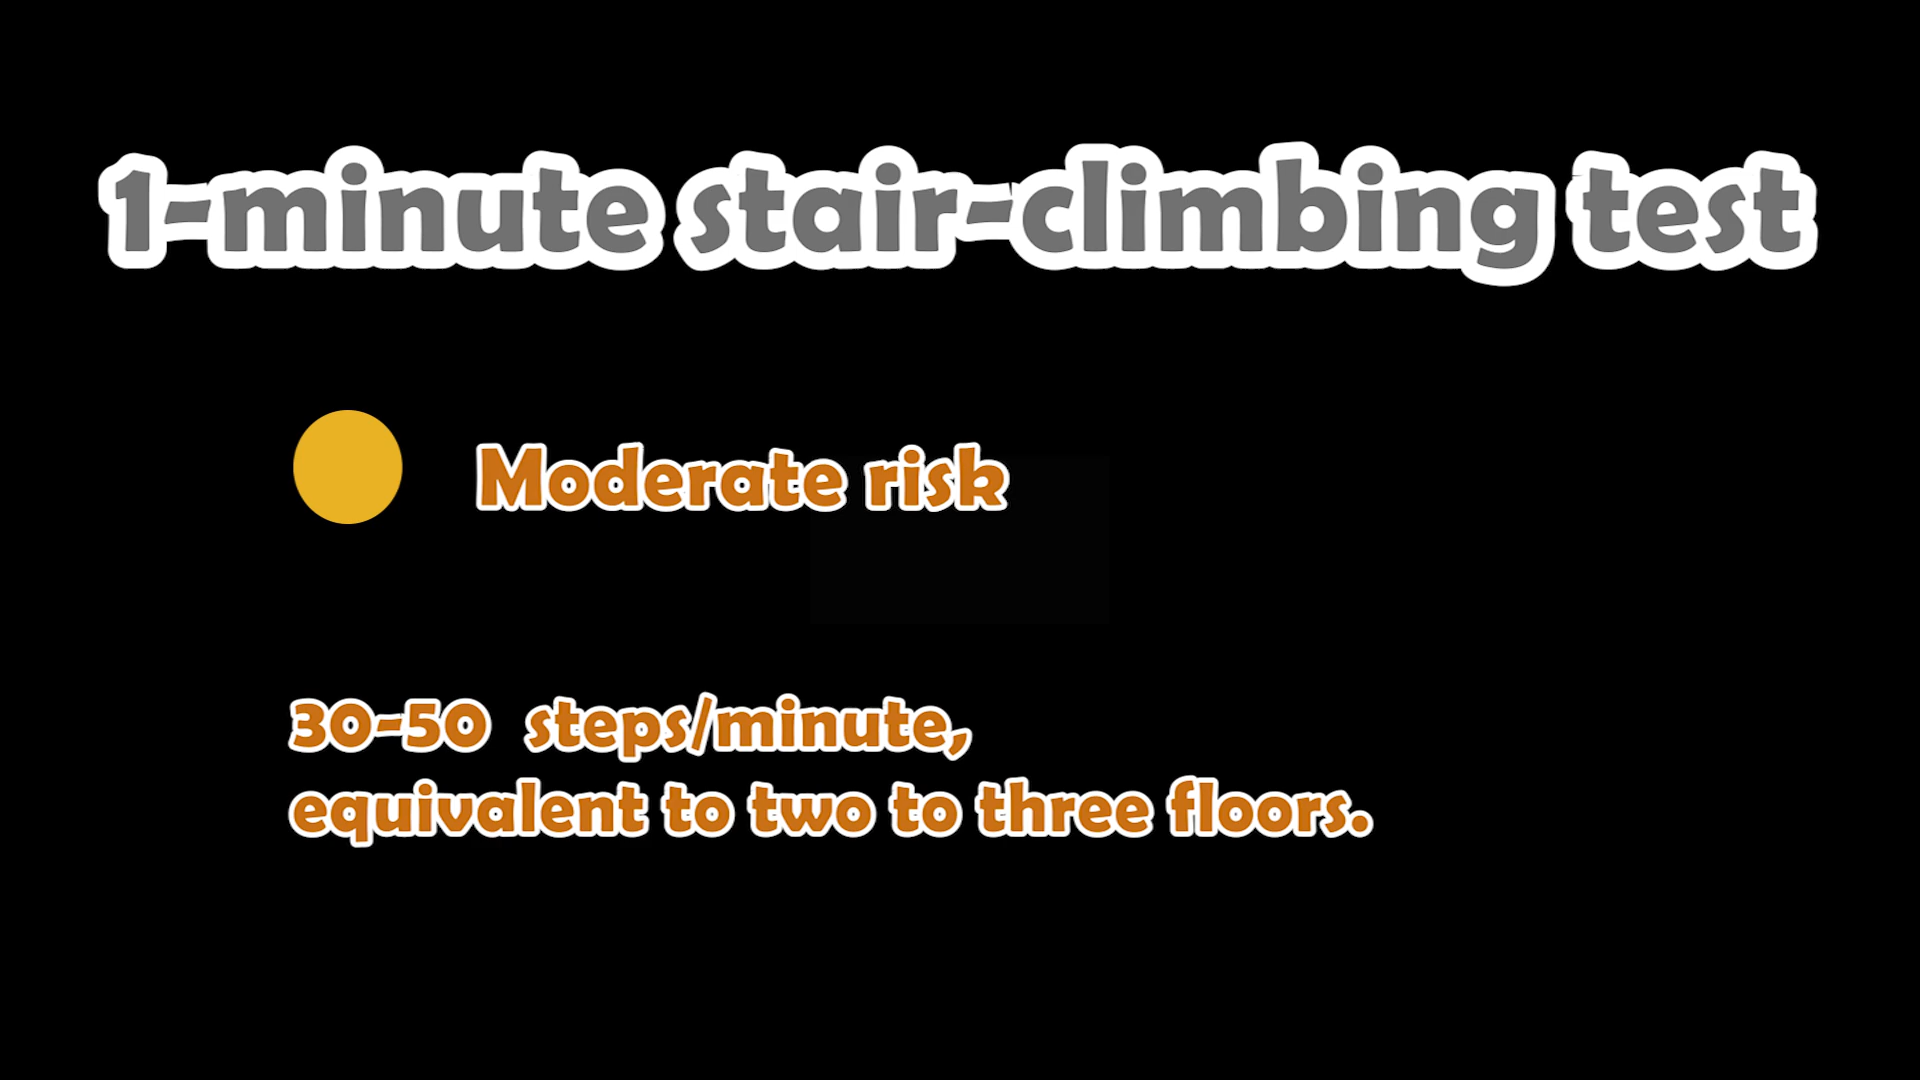 1-minute stair-climbing test
Moderate risk
30-50 steps/minute,
equivalent to two to three floors.